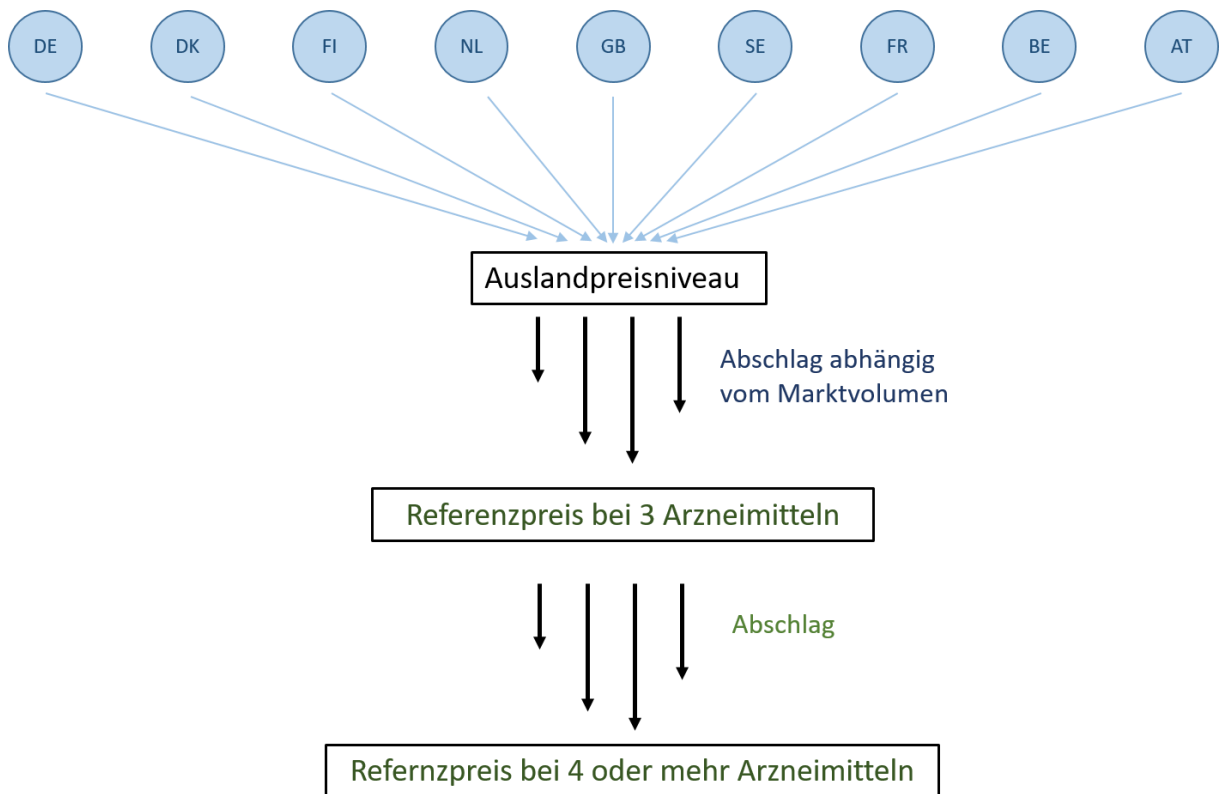 DE
DK
FI
NL
GB
SE
FR
BE
AT
Auslandpreisniveau
Abschlag abhängig
vom Marktvolumen
Referenzpreis bei 3 Arzneimitteln
Abschlag
Refernzpreis bei 4 oder mehr Arzneimitteln